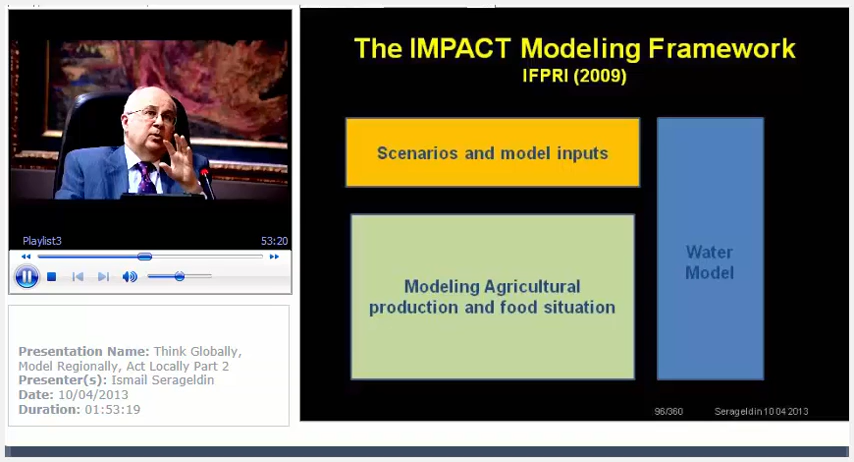 The IMPACT Modeling Framework
IFPRI (2009)
Scenarios and model inputs
Modeling Agricultural
production and food situation
Water
Model
96/360 Serageldin 10 04 2013
Playlist3 53:20
Presentation Name: Think Globally,
Model Regionally, Act Locally Part 2
Presenter(s): Ismail Serageldin
Date: 10/04/2013
Duration: 01:53:19